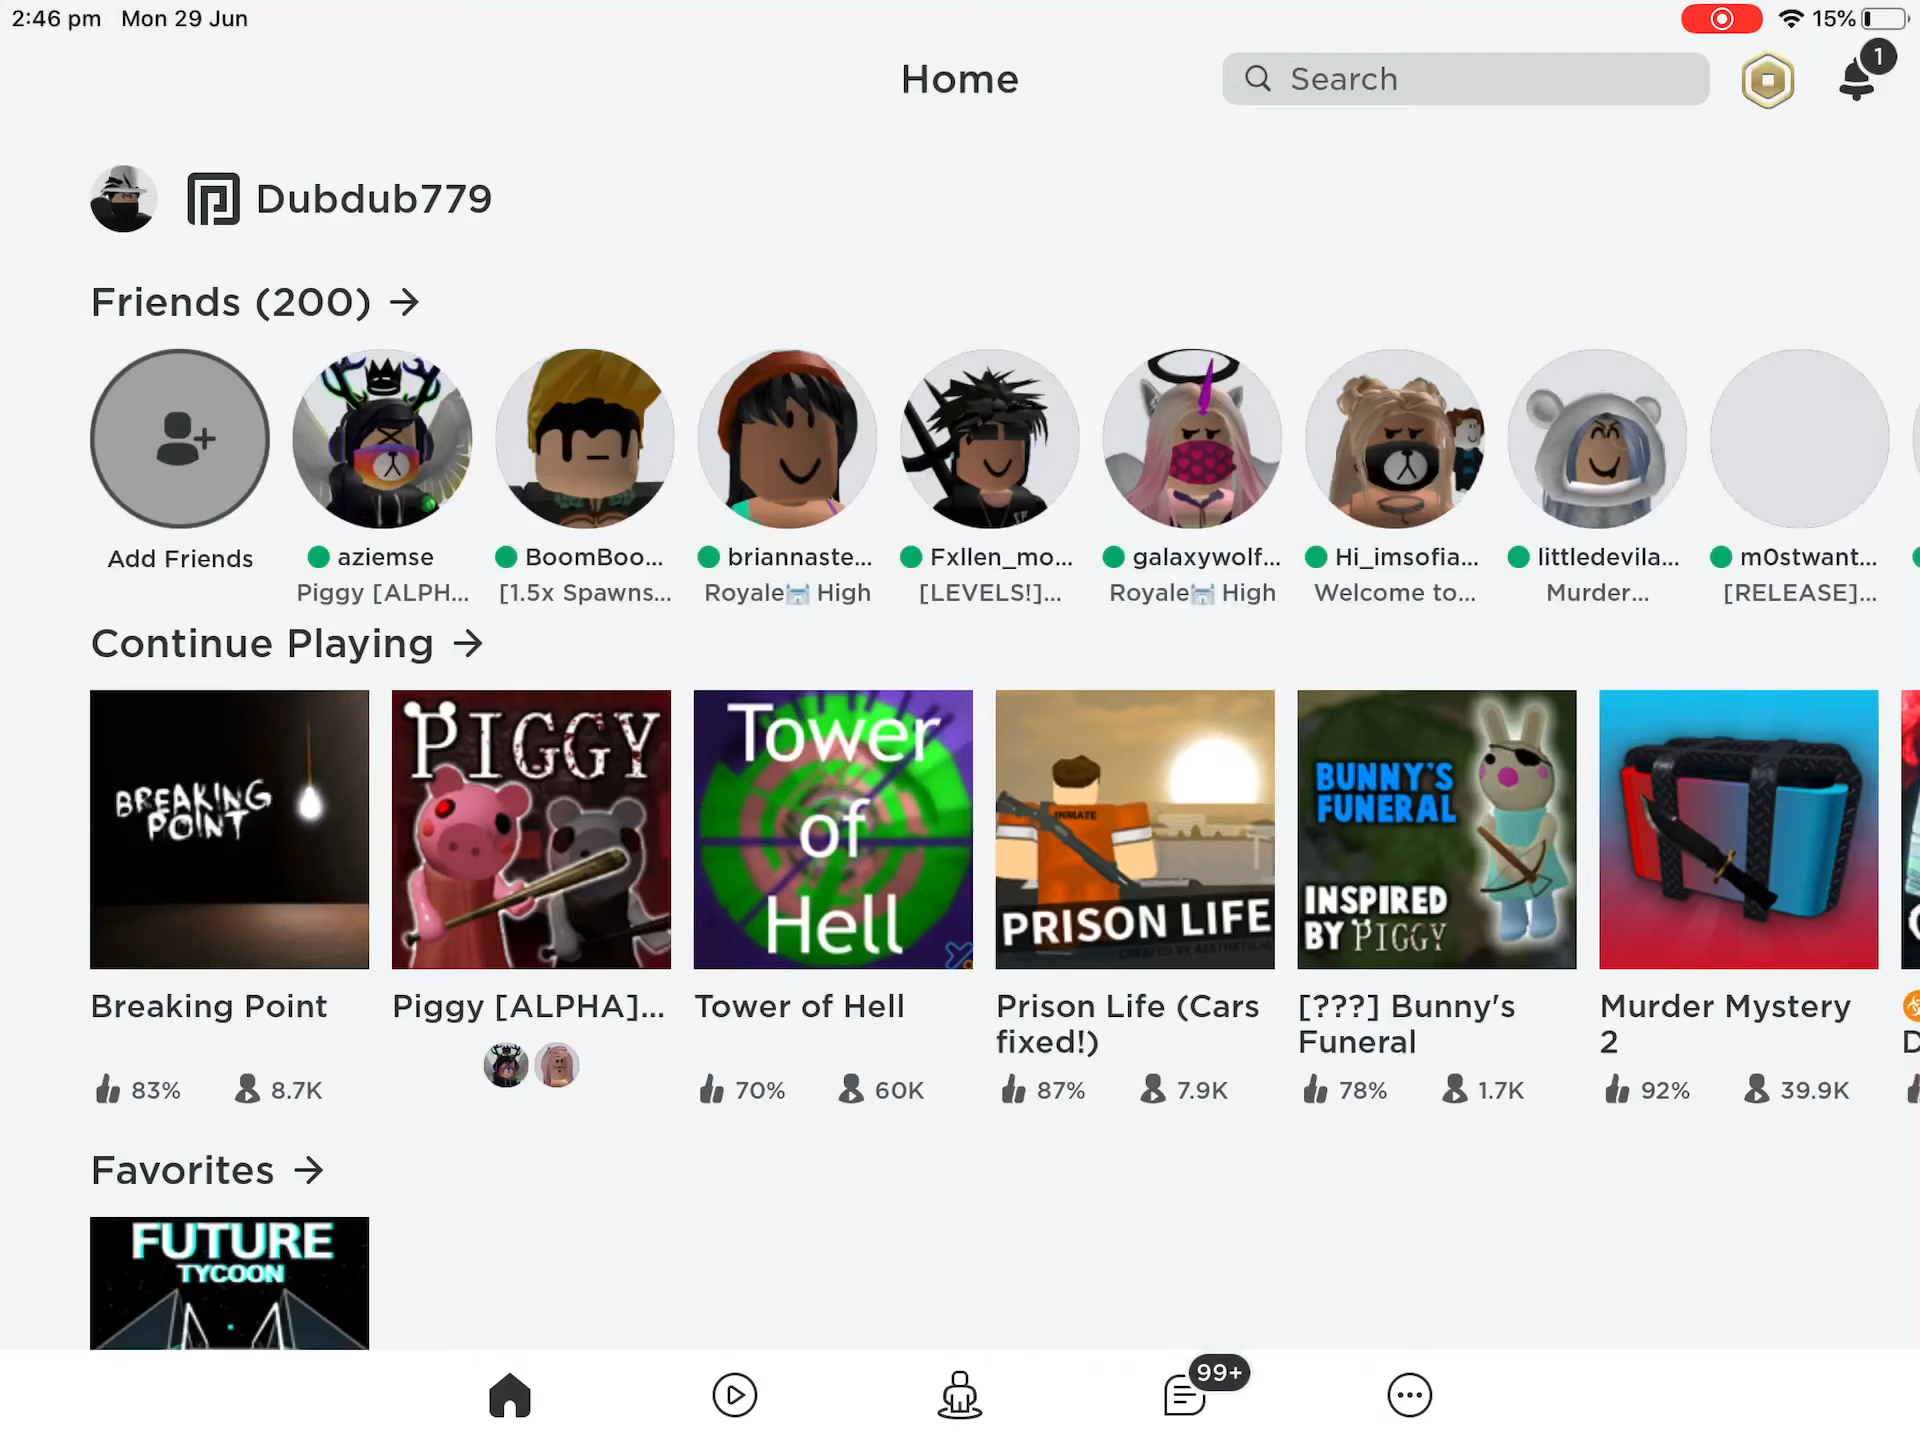 2:46 pm Mon 29 Jun
15%
Home
Search
1
Dubdub779
Friends (200) →
Add Friends
aziemse
BoomBoo...
briannaste...
Fxllen_mo...
galaxywolf...
Hi_imsofia...
littledevila...
m0stwant...
Piggy [ALPH...
[1.5x Spawns...
Royale🏰 High
[LEVELS!]...
Royale🏰 High
Welcome to...
Murder...
[RELEASE]...
Continue Playing →
BREAKING
POINT
PIGGY
Tower
of
Hell
INMATE
PRISON LIFE
CREATED BY AESTHETICAL
BUNNY'S
FUNERAL
INSPIRED
BY PIGGY
Breaking Point
Piggy [ALPHA]...
Tower of Hell
Prison Life (Cars
fixed!)
[???] Bunny's
Funeral
Murder Mystery
2
83%
8.7K
70%
60K
87%
7.9K
78%
1.7K
92%
39.9K
Favorites →
FUTURE
TYCOON
99+